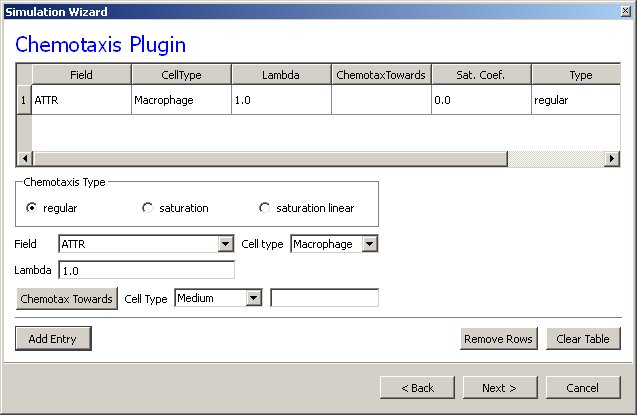 Simulation Wizard
Chemotaxis Plugin
Field CellType Lambda ChemotaxTowards Sat. Coef. Type
1 ATTR Macrophage 1.0 0.0 regular
Chemotaxis Type
regular saturation saturation linear
Field ATTR Cell type Macrophage
Lambda 1.0
Chemotax Towards Cell Type Medium
Add Entry Remove Rows Clear Table
< Back Next > Cancel